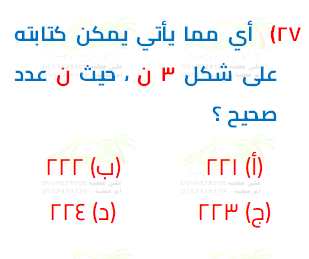 ٢٧) أي مما يأتي يمكن كتابته
على شكل ٣ ن ، حيث ن عدد
صحيح ؟
(أ) ٢٢١ (ب) ٢٢٢
(ج) ٢٢٣ (د) ٢٢٤